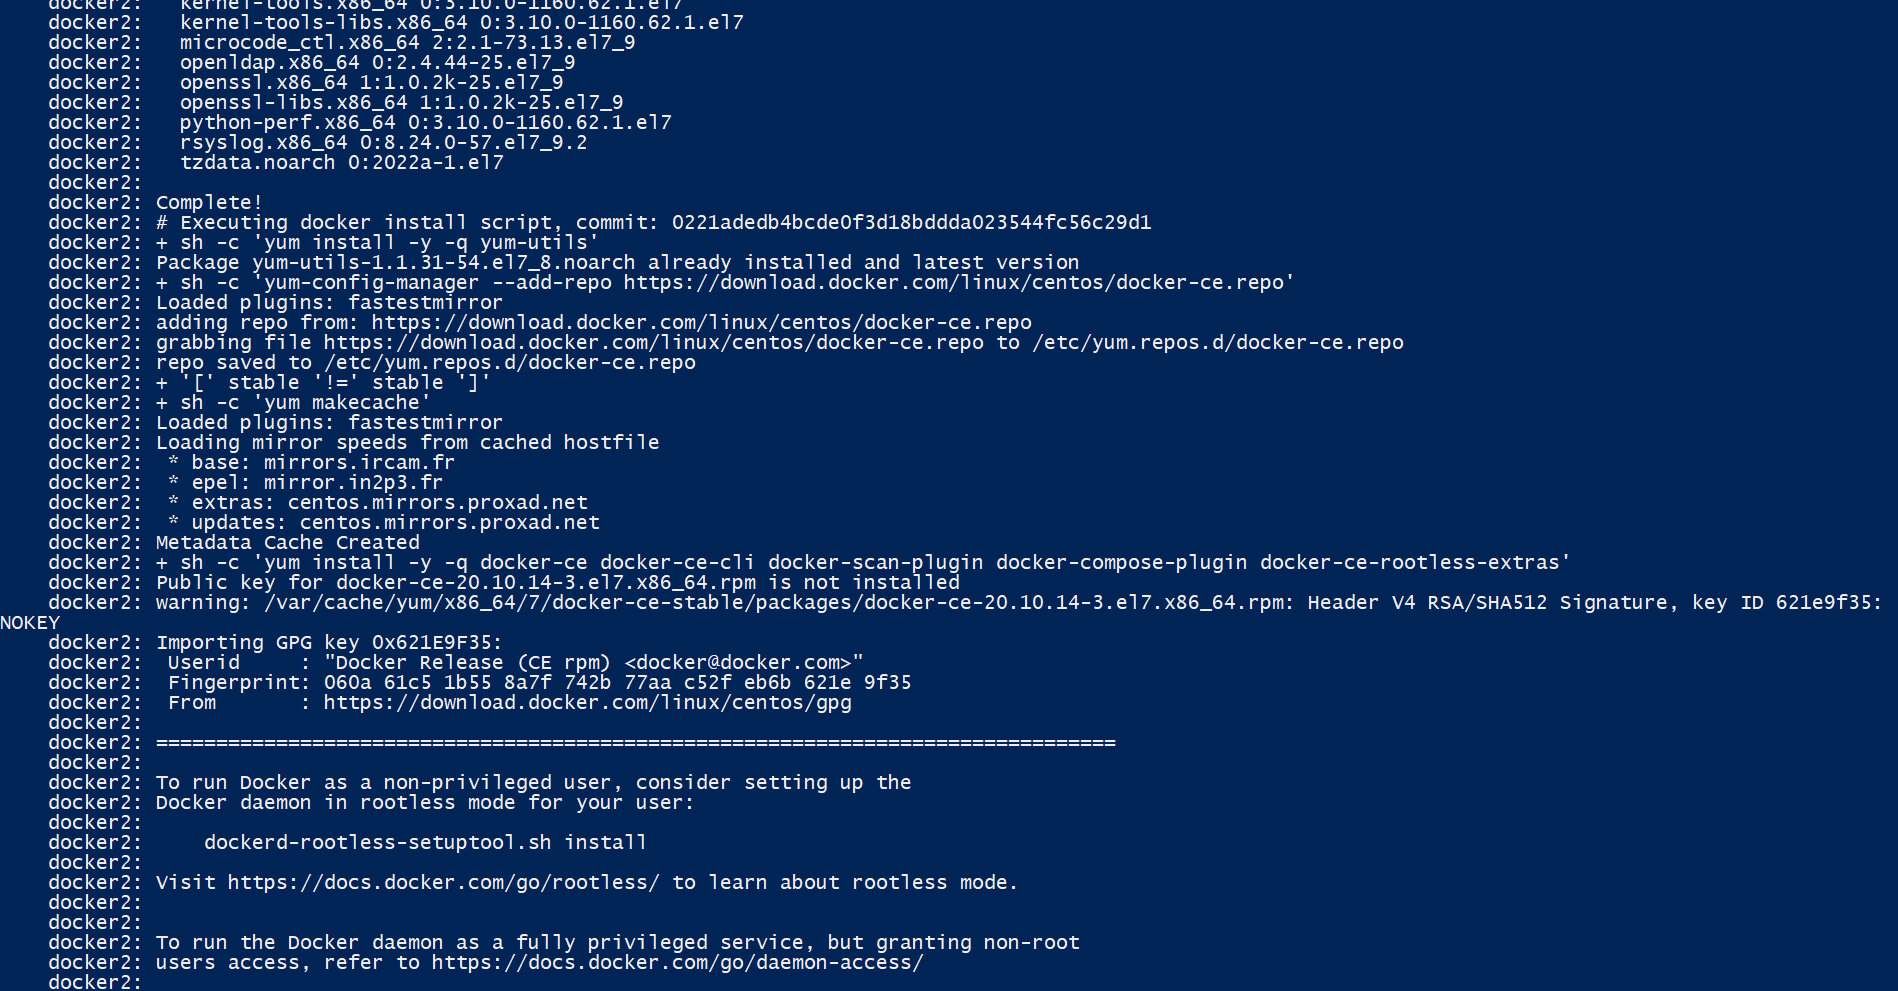 docker2:   kernel-tools.x86_64 0:3.10.0-1160.62.1.el7
docker2:   kernel-tools-libs.x86_64 0:3.10.0-1160.62.1.el7
docker2:   microcode_ctl.x86_64 2:2.1-73.13.el7_9
docker2:   openldap.x86_64 0:2.4.44-25.el7_9
docker2:   openssl.x86_64 1:1.0.2k-25.el7_9
docker2:   openssl-libs.x86_64 1:1.0.2k-25.el7_9
docker2:   python-perf.x86_64 0:3.10.0-1160.62.1.el7
docker2:   rsyslog.x86_64 0:8.24.0-57.el7_9.2
docker2:   tzdata.noarch 0:2022a-1.el7
docker2:
docker2: Complete!
docker2: # Executing docker install script, commit: 0221adedb4bcde0f3d18bddda023544fc56c29d1
docker2: + sh -c 'yum install -y -q yum-utils'
docker2: Package yum-utils-1.1.31-54.el7_8.noarch already installed and latest version
docker2: + sh -c 'yum-config-manager --add-repo https://download.docker.com/linux/centos/docker-ce.repo'
docker2: Loaded plugins: fastestmirror
docker2: adding repo from: https://download.docker.com/linux/centos/docker-ce.repo
docker2: grabbing file https://download.docker.com/linux/centos/docker-ce.repo to /etc/yum.repos.d/docker-ce.repo
docker2: repo saved to /etc/yum.repos.d/docker-ce.repo
docker2: + '[' stable '!=' stable ']'
docker2: + sh -c 'yum makecache'
docker2: Loaded plugins: fastestmirror
docker2: Loading mirror speeds from cached hostfile
docker2:  * base: mirrors.ircam.fr
docker2:  * epel: mirror.in2p3.fr
docker2:  * extras: centos.mirrors.proxad.net
docker2:  * updates: centos.mirrors.proxad.net
docker2: Metadata Cache Created
docker2: + sh -c 'yum install -y -q docker-ce docker-ce-cli docker-scan-plugin docker-compose-plugin docker-ce-rootless-extras'
docker2: Public key for docker-ce-20.10.14-3.el7.x86_64.rpm is not installed
docker2: warning: /var/cache/yum/x86_64/7/docker-ce-stable/packages/docker-ce-20.10.14-3.el7.x86_64.rpm: Header V4 RSA/SHA512 Signature, key ID 621e9f35:
NOKEY
docker2: Importing GPG key 0x621E9F35:
docker2:  Userid     : "Docker Release (CE rpm) <docker@docker.com>"
docker2:  Fingerprint: 060a 61c5 1b55 8a7f 742b 77aa c52f eb6b 621e 9f35
docker2:  From       : https://download.docker.com/linux/centos/gpg
docker2:
docker2: ================================================================================
docker2:
docker2: To run Docker as a non-privileged user, consider setting up the
docker2: Docker daemon in rootless mode for your user:
docker2:
docker2:     dockerd-rootless-setuptool.sh install
docker2:
docker2: Visit https://docs.docker.com/go/rootless/ to learn about rootless mode.
docker2:
docker2:
docker2: To run the Docker daemon as a fully privileged service, but granting non-root
docker2: users access, refer to https://docs.docker.com/go/daemon-access/
docker2: